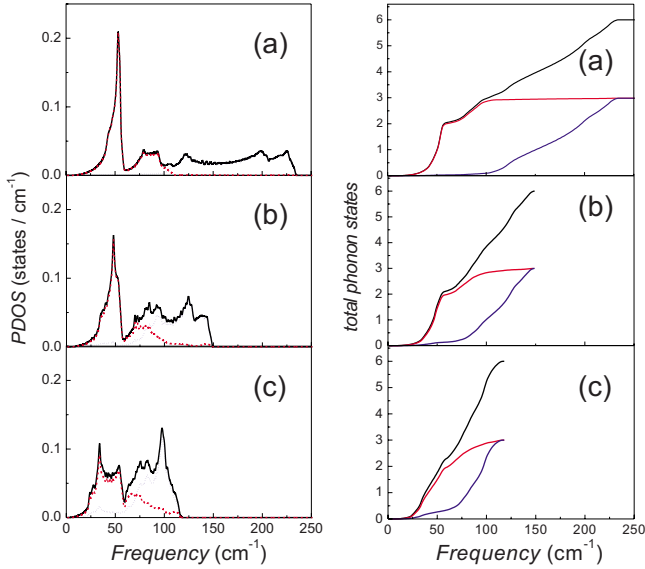 (a)
0.2
0.1
0.0
(b)
0.2
0.1
0.0
(c)
0.2
0.1
0.0
0 50 100 150 200 250
PDOS (states / cm⁻¹)
Frequency (cm⁻¹)
(a)
6
5
4
3
2
1
0
(b)
6
5
4
3
2
1
0
(c)
6
5
4
3
2
1
0
0 50 100 150 200 250
total phonon states
Frequency (cm⁻¹)